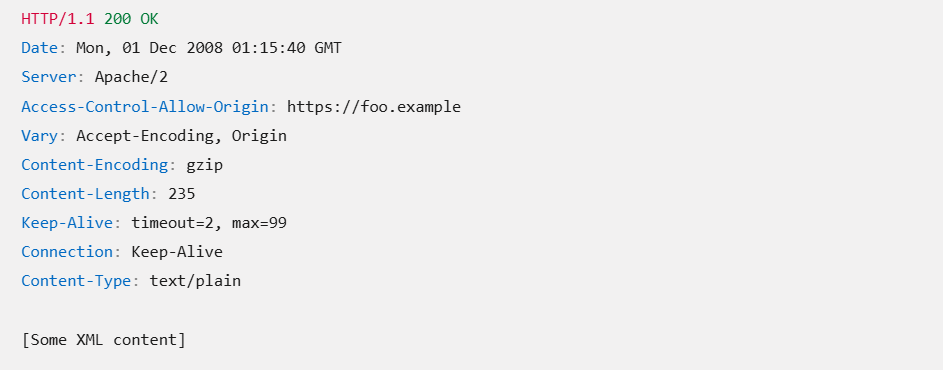 HTTP/1.1 200 OK
Date: Mon, 01 Dec 2008 01:15:40 GMT
Server: Apache/2
Access-Control-Allow-Origin: https://foo.example
Vary: Accept-Encoding, Origin
Content-Encoding: gzip
Content-Length: 235
Keep-Alive: timeout=2, max=99
Connection: Keep-Alive
Content-Type: text/plain
[Some XML content]